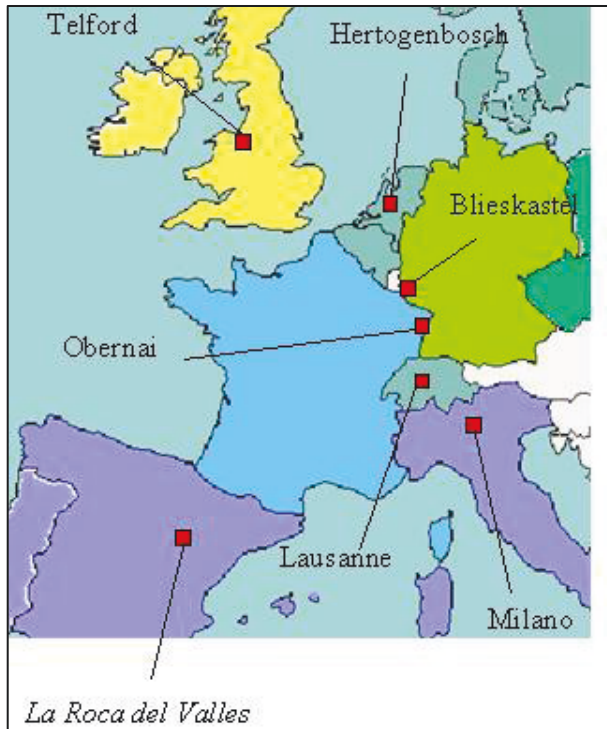 Telford
Hertogenbosch
Blieskastel
Obernai
Lausanne
Milano
La Roca del Valles